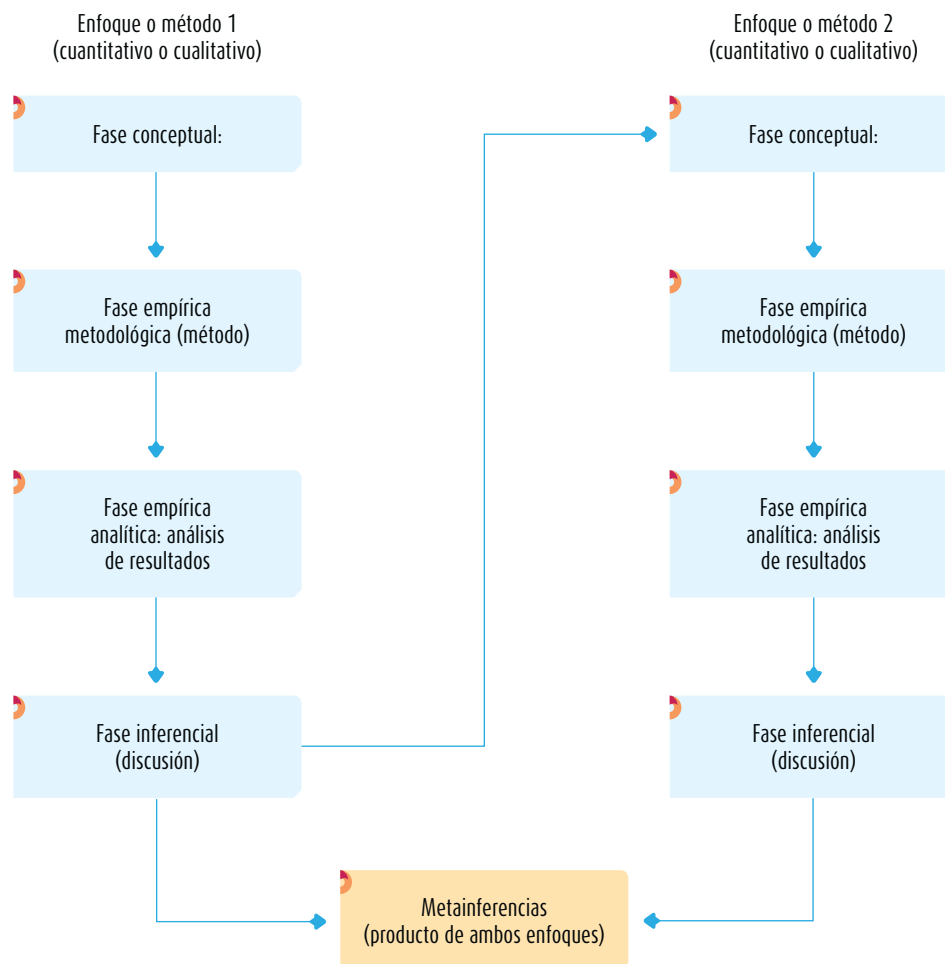 Enfoque o método 1
(cuantitativo o cualitativo)
Fase conceptual:
Fase empírica
metodológica (método)
Fase empírica
analítica: análisis
de resultados
Fase inferencial
(discusión)
Enfoque o método 2
(cuantitativo o cualitativo)
Fase conceptual:
Fase empírica
metodológica (método)
Fase empírica
analítica: análisis
de resultados
Fase inferencial
(discusión)
Metainferencias
(producto de ambos enfoques)